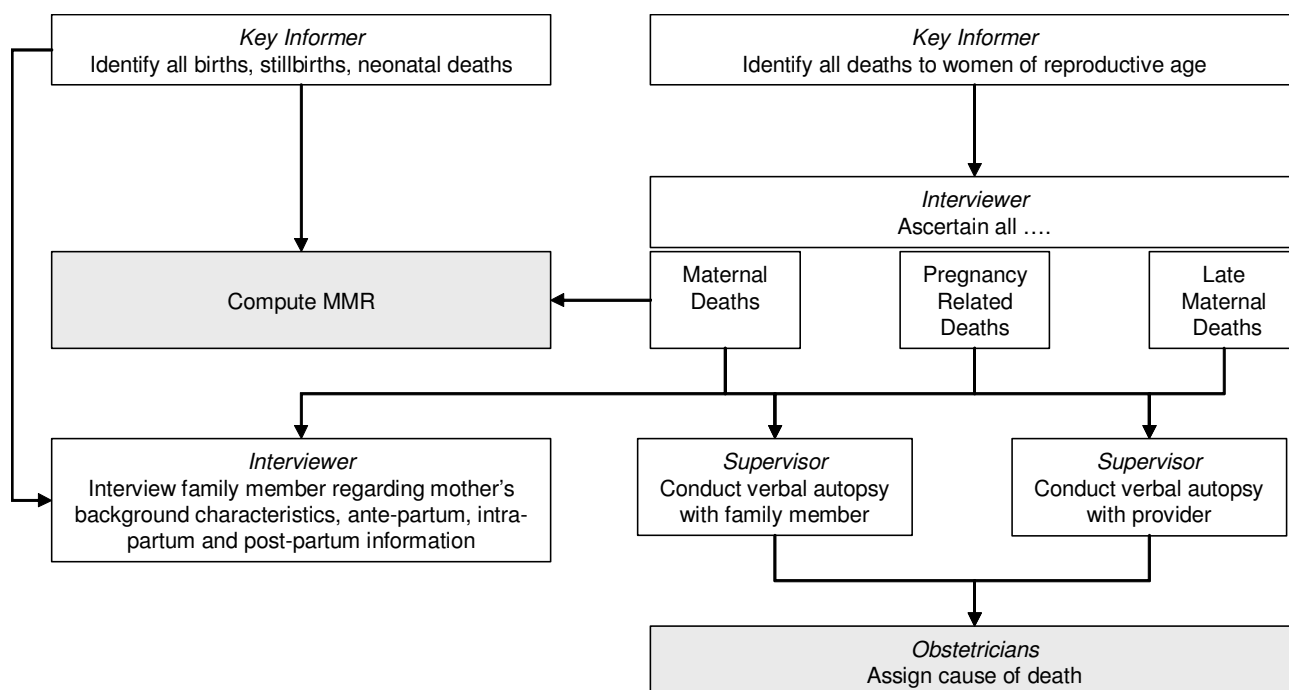 Key Informer
Identify all births, stillbirths, neonatal deaths
Key Informer
Identify all deaths to women of reproductive age
Interviewer
Ascertain all ….
Compute MMR
Maternal
Deaths
Pregnancy
Related
Deaths
Late
Maternal
Deaths
Interviewer
Interview family member regarding mother’s
background characteristics, ante-partum, intra-
partum and post-partum information
Supervisor
Conduct verbal autopsy
with family member
Supervisor
Conduct verbal autopsy
with provider
Obstetricians
Assign cause of death